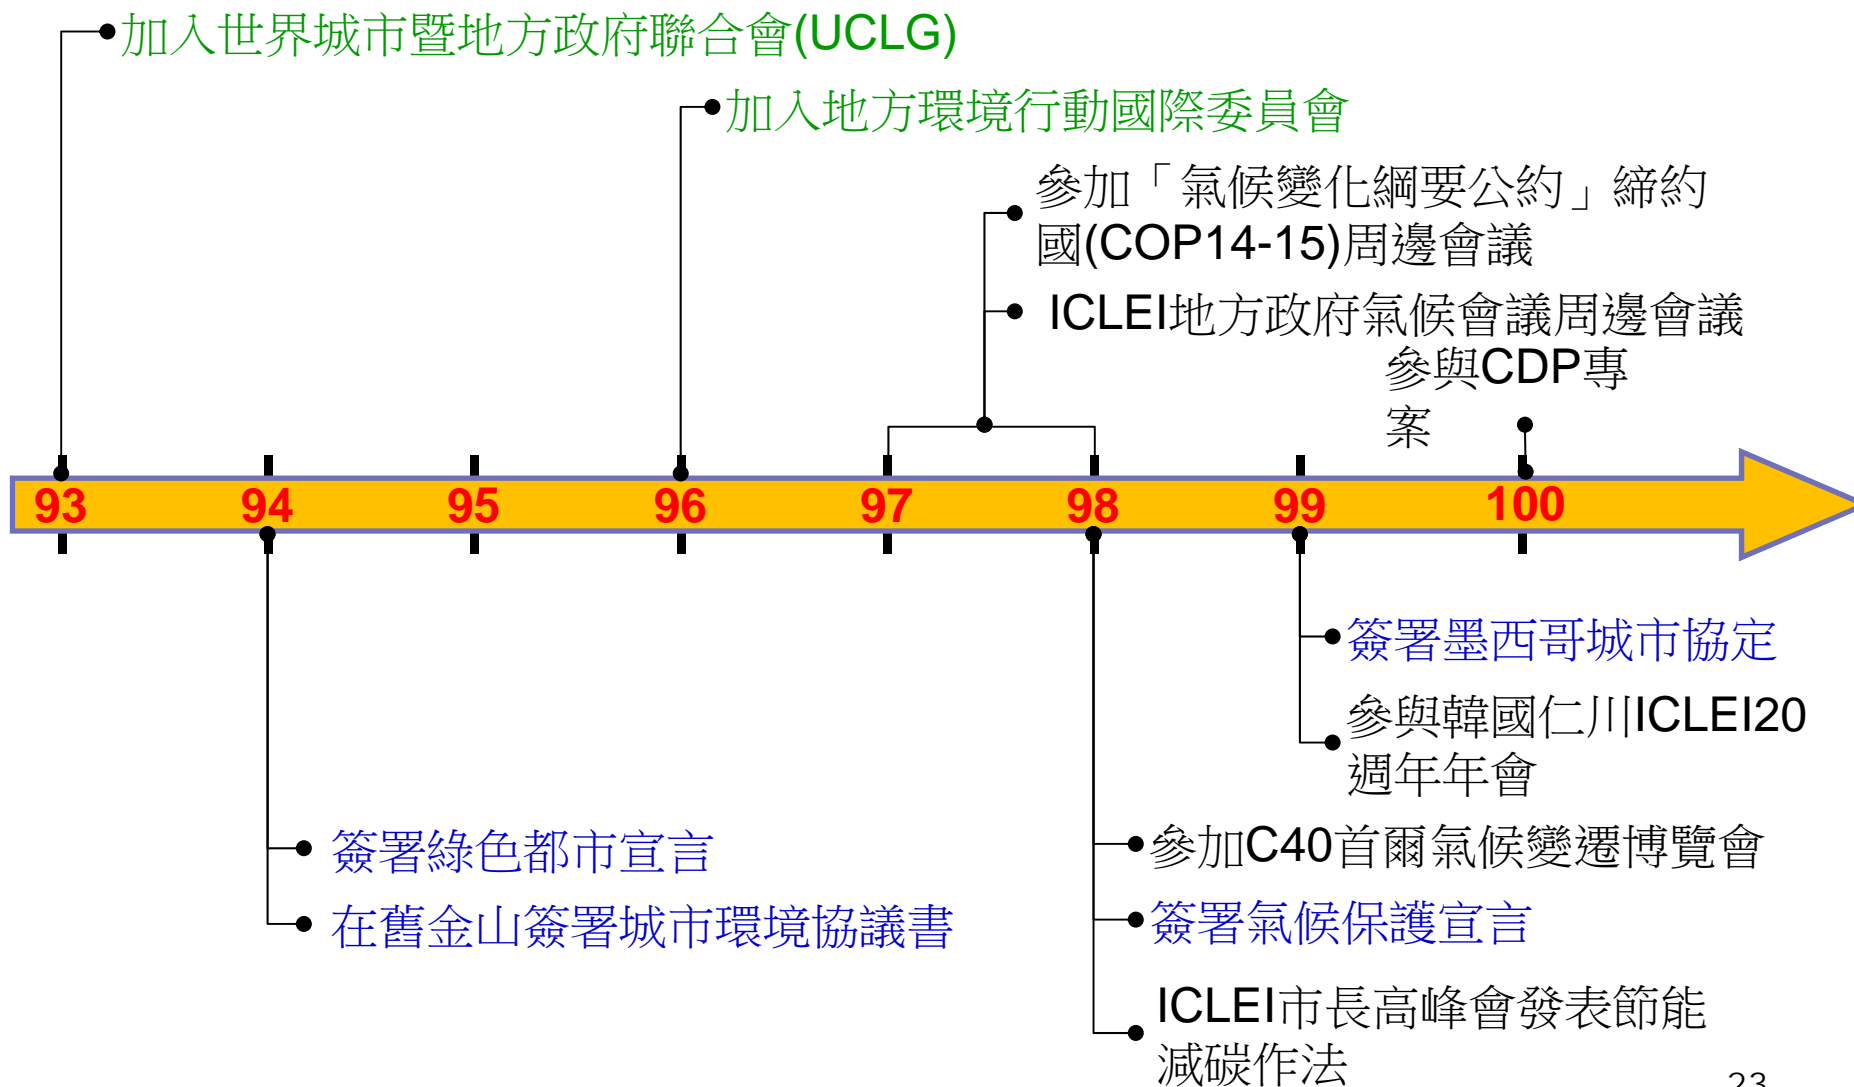 加入世界城市暨地方政府聯合會(UCLG)
加入地方環境行動國際委員會
參加「氣候變化綱要公約」締約
國(COP14-15)周邊會議
ICLEI地方政府氣候會議周邊會議
參與CDP專
案
93 94 95 96 97 98 99 100
簽署墨西哥城市協定
參與韓國仁川ICLEI20
週年年會
簽署綠色都市宣言
在舊金山簽署城市環境協議書
參加C40首爾氣候變遷博覽會
簽署氣候保護宣言
ICLEI市長高峰會發表節能
減碳作法
23